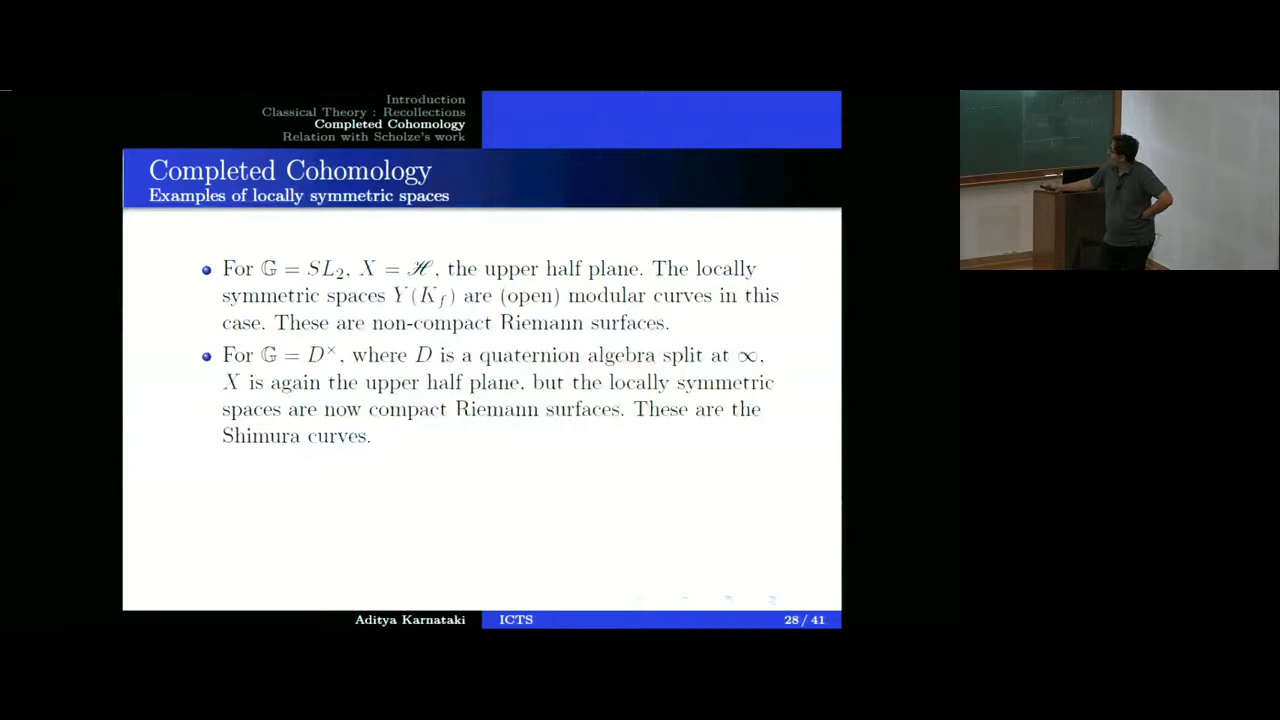 Introduction
Classical Theory : Recollections
Completed Cohomology
Relation with Scholze's work
Completed Cohomology
Examples of locally symmetric spaces
For 𝔾 = SL₂, X = ℋ, the upper half plane. The locally
symmetric spaces Y(K_f) are (open) modular curves in this
case. These are non-compact Riemann surfaces.
For 𝔾 = D^×, where D is a quaternion algebra split at ∞,
X is again the upper half plane, but the locally symmetric
spaces are now compact Riemann surfaces. These are the
Shimura curves.
Aditya Karnataki
ICTS
28 / 41